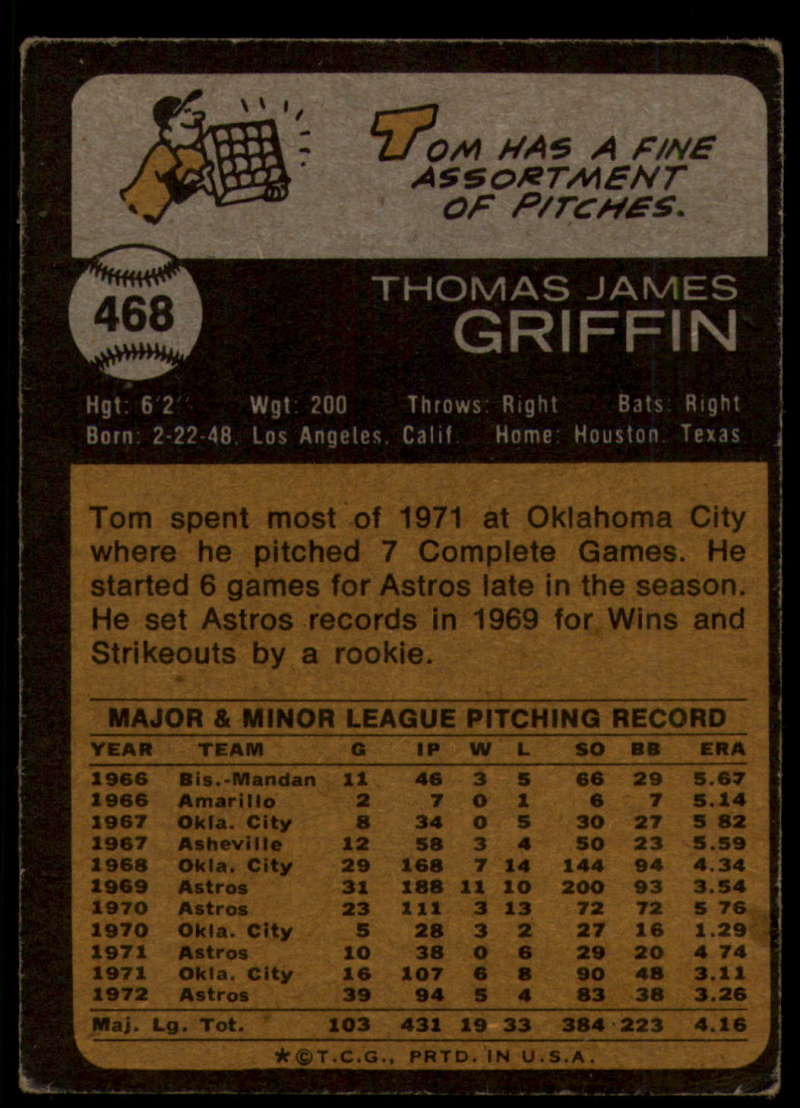 TOM HAS A FINE
ASSORTMENT
OF PITCHES.
468
THOMAS JAMES
GRIFFIN
Hgt: 6'2" Wgt: 200 Throws: Right Bats: Right
Born: 2-22-48, Los Angeles, Calif. Home: Houston, Texas
Tom spent most of 1971 at Oklahoma City
where he pitched 7 Complete Games. He
started 6 games for Astros late in the season.
He set Astros records in 1969 for Wins and
Strikeouts by a rookie.
MAJOR & MINOR LEAGUE PITCHING RECORD
YEAR TEAM G IP W L SO BB ERA
1966 Bis.-Mandan 11 46 3 5 66 29 5.67
1966 Amarillo 2 7 0 1 6 7 5.14
1967 Okla. City 8 34 0 5 30 27 5 82
1967 Asheville 12 58 3 4 50 23 5.59
1968 Okla. City 29 168 7 14 144 94 4.34
1969 Astros 31 188 11 10 200 93 3.54
1970 Astros 23 111 3 13 72 72 5 76
1970 Okla. City 5 28 3 2 27 16 1.29
1971 Astros 10 38 0 6 29 20 4 74
1971 Okla. City 16 107 6 8 90 48 3.11
1972 Astros 39 94 5 4 83 38 3.26
Maj. Lg. Tot. 103 431 19 33 384 223 4.16
★©T.C.G., PRTD. IN U.S.A.